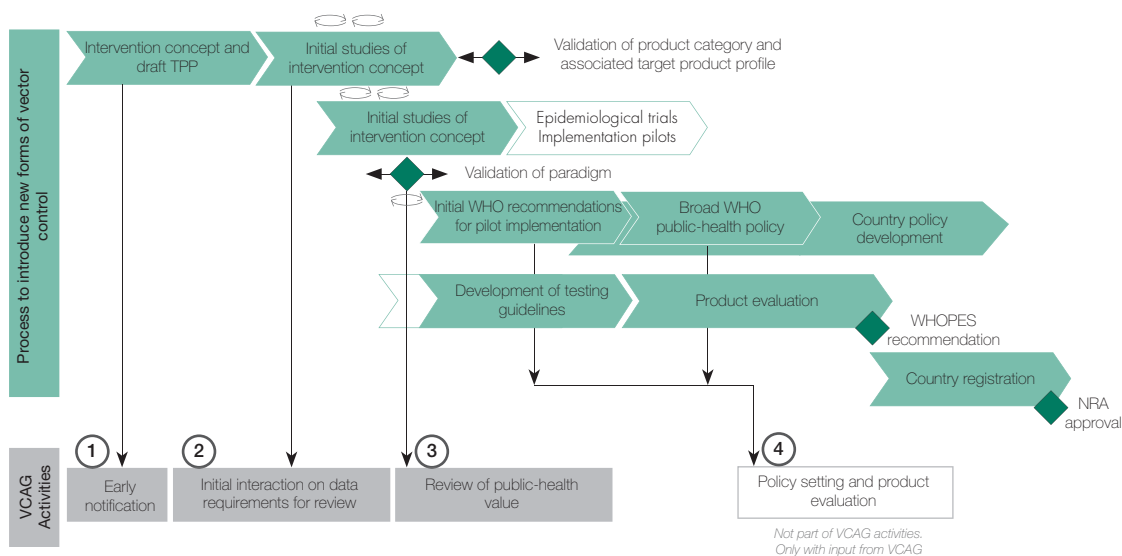 Process to introduce new forms of vector
control
Intervention concept and
draft TPP
Initial studies of
intervention concept
Validation of product category and
associated target product profile
Initial studies of
intervention concept
Epidemiological trials
Implementation pilots
Validation of paradigm
Initial WHO recommendations
for pilot implementation
Broad WHO
public-health policy
Country policy
development
Development of testing
guidelines
Product evaluation
WHOPES
recommendation
Country registration
NRA
approval
VCAG
Activities
1
Early
notification
2
Initial interaction on data
requirements for review
3
Review of public-health
value
4
Policy setting and product
evaluation
Not part of VCAG activities.
Only with input from VCAG